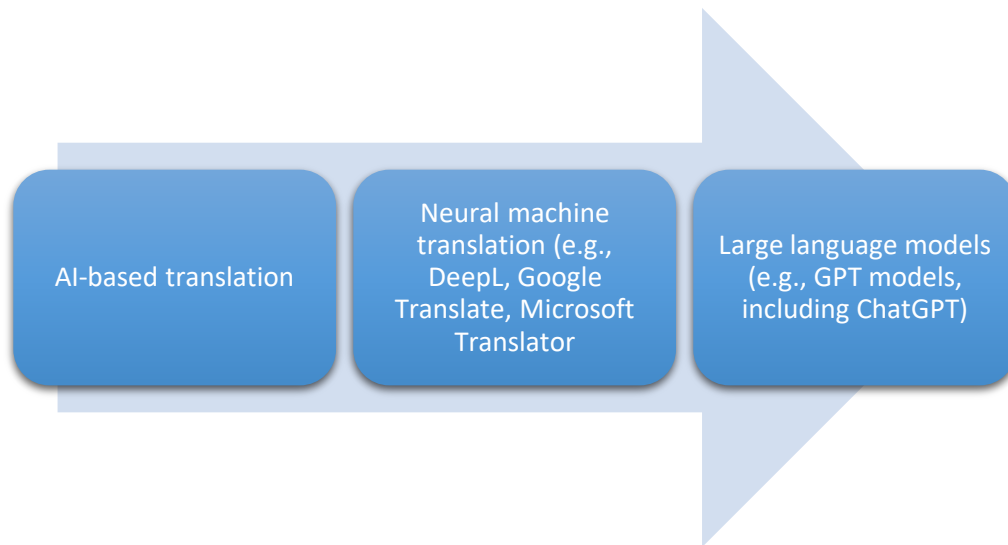 AI-based translation
Neural machine
translation (e.g.,
DeepL, Google
Translate, Microsoft
Translator
Large language models
(e.g., GPT models,
including ChatGPT)